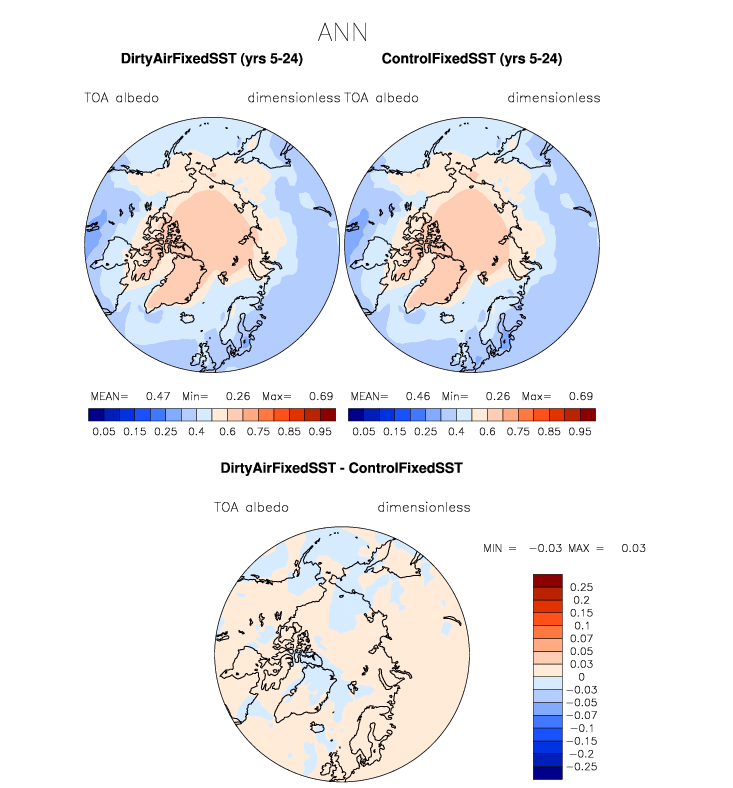 ANN
DirtyAirFixedSST (yrs 5-24) ControlFixedSST (yrs 5-24)
TOA albedo dimensionless TOA albedo dimensionless
MEAN= 0.47 Min= 0.26 Max= 0.69 MEAN= 0.46 Min= 0.26 Max= 0.69
0.05 0.15 0.25 0.4 0.6 0.75 0.85 0.95 0.05 0.15 0.25 0.4 0.6 0.75 0.85 0.95
DirtyAirFixedSST - ControlFixedSST
TOA albedo dimensionless
MIN = -0.03 MAX = 0.03
0.25
0.2
0.15
0.1
0.07
0.05
0.03
0
-0.03
-0.05
-0.07
-0.1
-0.15
-0.2
-0.25